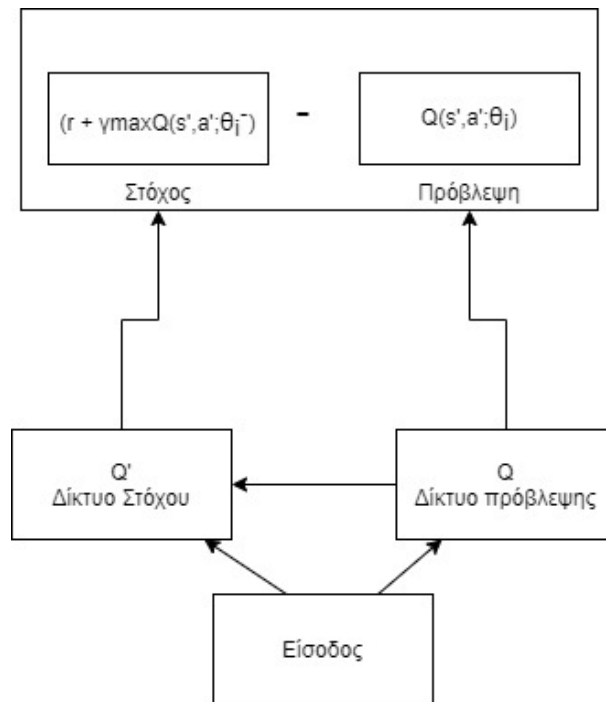 (r + γmaxQ(s',a';θi⁻)
-
Q(s',a';θi)
Στόχος
Πρόβλεψη
Q'
Δίκτυο Στόχου
Q
Δίκτυο πρόβλεψης
Είσοδος